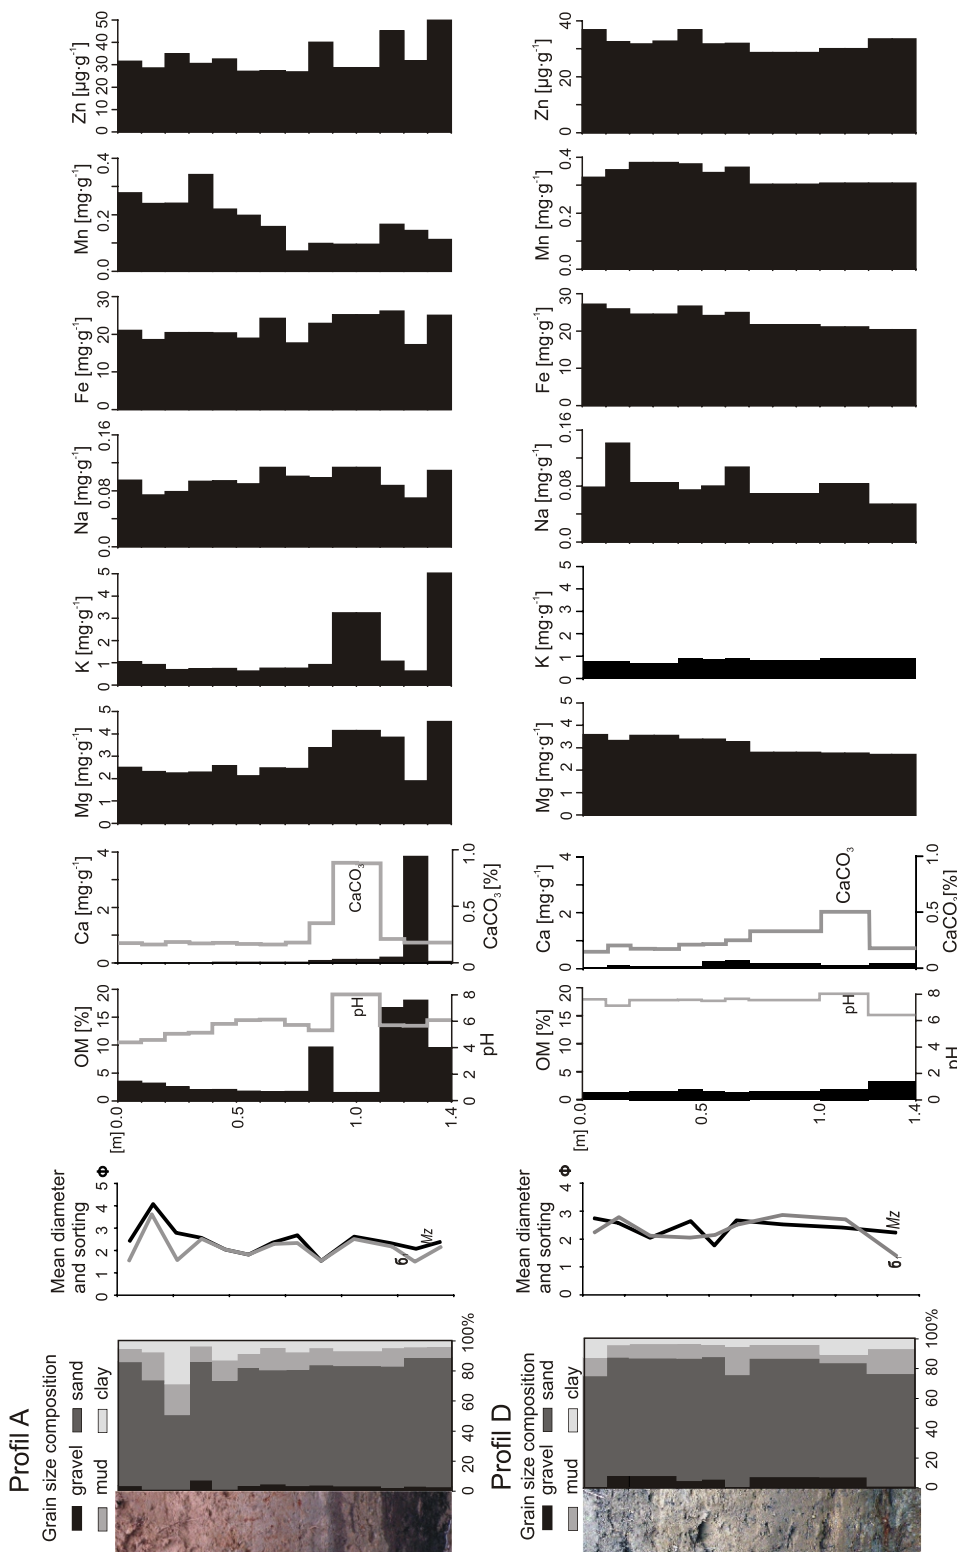 Profil A
Grain size composition
gravel
sand
mud
clay
0
20
40
60
80
100%
Mean diameter
and sorting
Φ
0
1
2
3
4
5
Mz
[m] 0.0
0.5
1.0
1.4
OM [%]
0
5
10
15
20
pH
0
2
4
6
8
pH
Ca [mg·g⁻¹]
0
2
4
CaCO₃
0
0.5
1.0
CaCO₃[%]
Mg [mg·g⁻¹]
0
1
2
3
4
5
K [mg·g⁻¹]
0
1
2
3
4
5
Na [mg·g⁻¹]
0.0
0.08
0.16
Fe [mg·g⁻¹]
0
10
20
30
Mn [mg·g⁻¹]
0.0
0.2
0.4
Zn [µg·g⁻¹]
0
10
20
30
40
50
Profil D
Grain size composition
gravel
sand
mud
clay
0
20
40
60
80
100%
Mean diameter
and sorting
Φ
0
1
2
3
4
Mz
[m] 0.0
0.5
1.0
1.4
OM [%]
0
5
10
15
20
pH
0
2
4
6
8
pH
Ca [mg·g⁻¹]
0
2
4
CaCO₃
0
0.5
1.0
CaCO₃[%]
Mg [mg·g⁻¹]
0
1
2
3
4
5
K [mg·g⁻¹]
0
1
2
3
4
5
Na [mg·g⁻¹]
0.0
0.08
0.16
Fe [mg·g⁻¹]
0
10
20
30
Mn [mg·g⁻¹]
0.0
0.2
0.4
Zn [µg·g⁻¹]
0
20
40